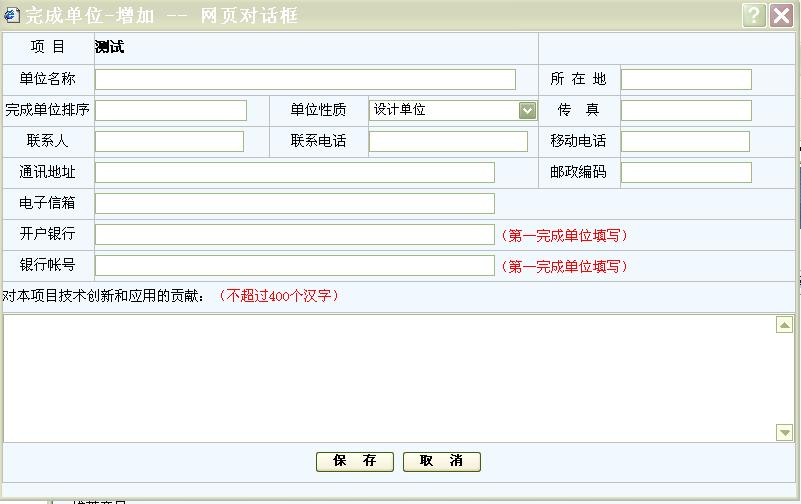 完成单位-增加 -- 网页对话框
项 目 测试
单位名称 所 在 地
完成单位排序 单位性质 设计单位 传 真
联系人 联系电话 移动电话
通讯地址 邮政编码
电子信箱
开户银行 （第一完成单位填写）
银行帐号 （第一完成单位填写）
对本项目技术创新和应用的贡献：（不超过400个汉字）
保 存 取 消